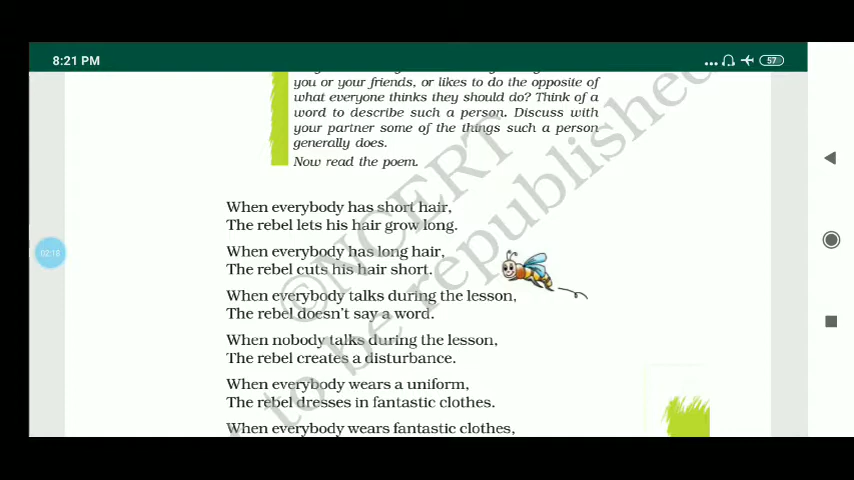 8:21 PM
57
you or your friends, or likes to do the opposite of
what everyone thinks they should do? Think of a
word to describe such a person. Discuss with
your partner some of the things such a person
generally does.
Now read the poem.
When everybody has short hair,
The rebel lets his hair grow long.
When everybody has long hair,
The rebel cuts his hair short.
02:18
When everybody talks during the lesson,
The rebel doesn't say a word.
When nobody talks during the lesson,
The rebel creates a disturbance.
When everybody wears a uniform,
The rebel dresses in fantastic clothes.
When everybody wears fantastic clothes,
©NCERT
to be republished